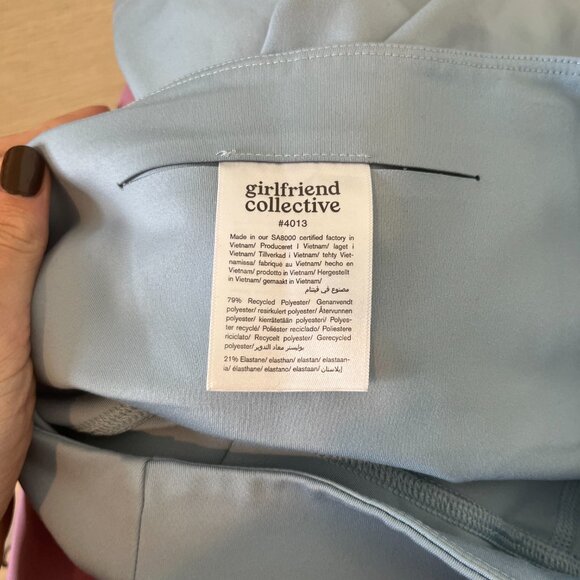 girlfriend
collective
#4013
Made in our SA8000 certified factory in
Vietnam/ Produceret i Vietnam/ laget i
Vietnam/ Tillverkad i Vietnam/ tehty Viet-
namissa/ fabriqué au Vietnam/ hecho en
Vietnam/ prodotto in Vietnam/ Hergestellt
in Vietnam/ gemaakt in Vietnam/
مصنوع في فيتنام
79% Recycled Polyester/ Genanvendt
polyester/ resirkulert polyester/ Återvunnen
polyester/ kierrätetään polyesteri/ Polyes-
ter recyclé/ Poliéster reciclado/ Poliestere
riciclato/ Recycelt polyester/ Gerecycled
polyester/ بوليستر معاد التدوير
21% Elastane/ elasthan/ elastan/ elastaan-
ia/ élasthane/ elastano/ elastaan/ إيلاستان